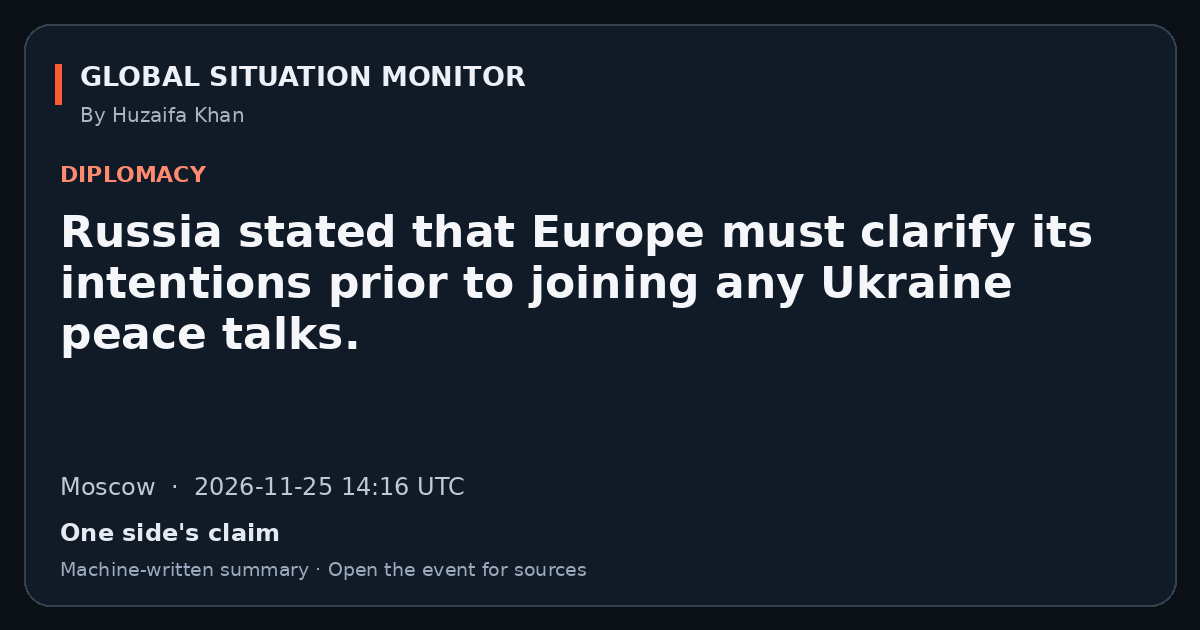 GLOBAL SITUATION MONITOR
By Huzaifa Khan
DIPLOMACY
Russia stated that Europe must clarify its
intentions prior to joining any Ukraine
peace talks.
Moscow · 2026-11-25 14:16 UTC
One side's claim
Machine-written summary · Open the event for sources